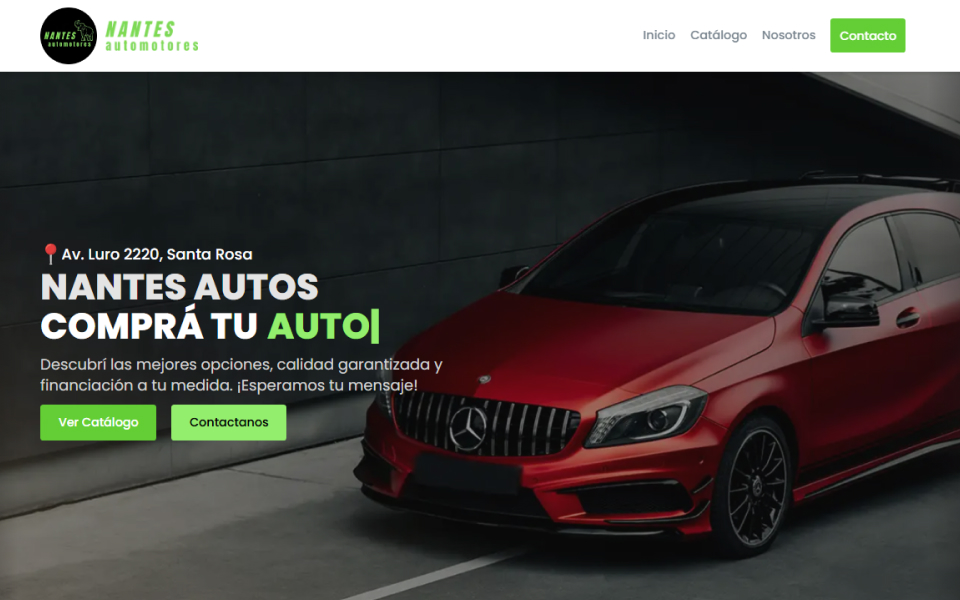 NANTES
automotores
NANTES
automotores
Inicio
Catálogo
Nosotros
Contacto
📍Av. Luro 2220, Santa Rosa
NANTES AUTOS
COMPRÁ TU AUTO|
Descubrí las mejores opciones, calidad garantizada y
financiación a tu medida. ¡Esperamos tu mensaje!
Ver Catálogo
Contactanos